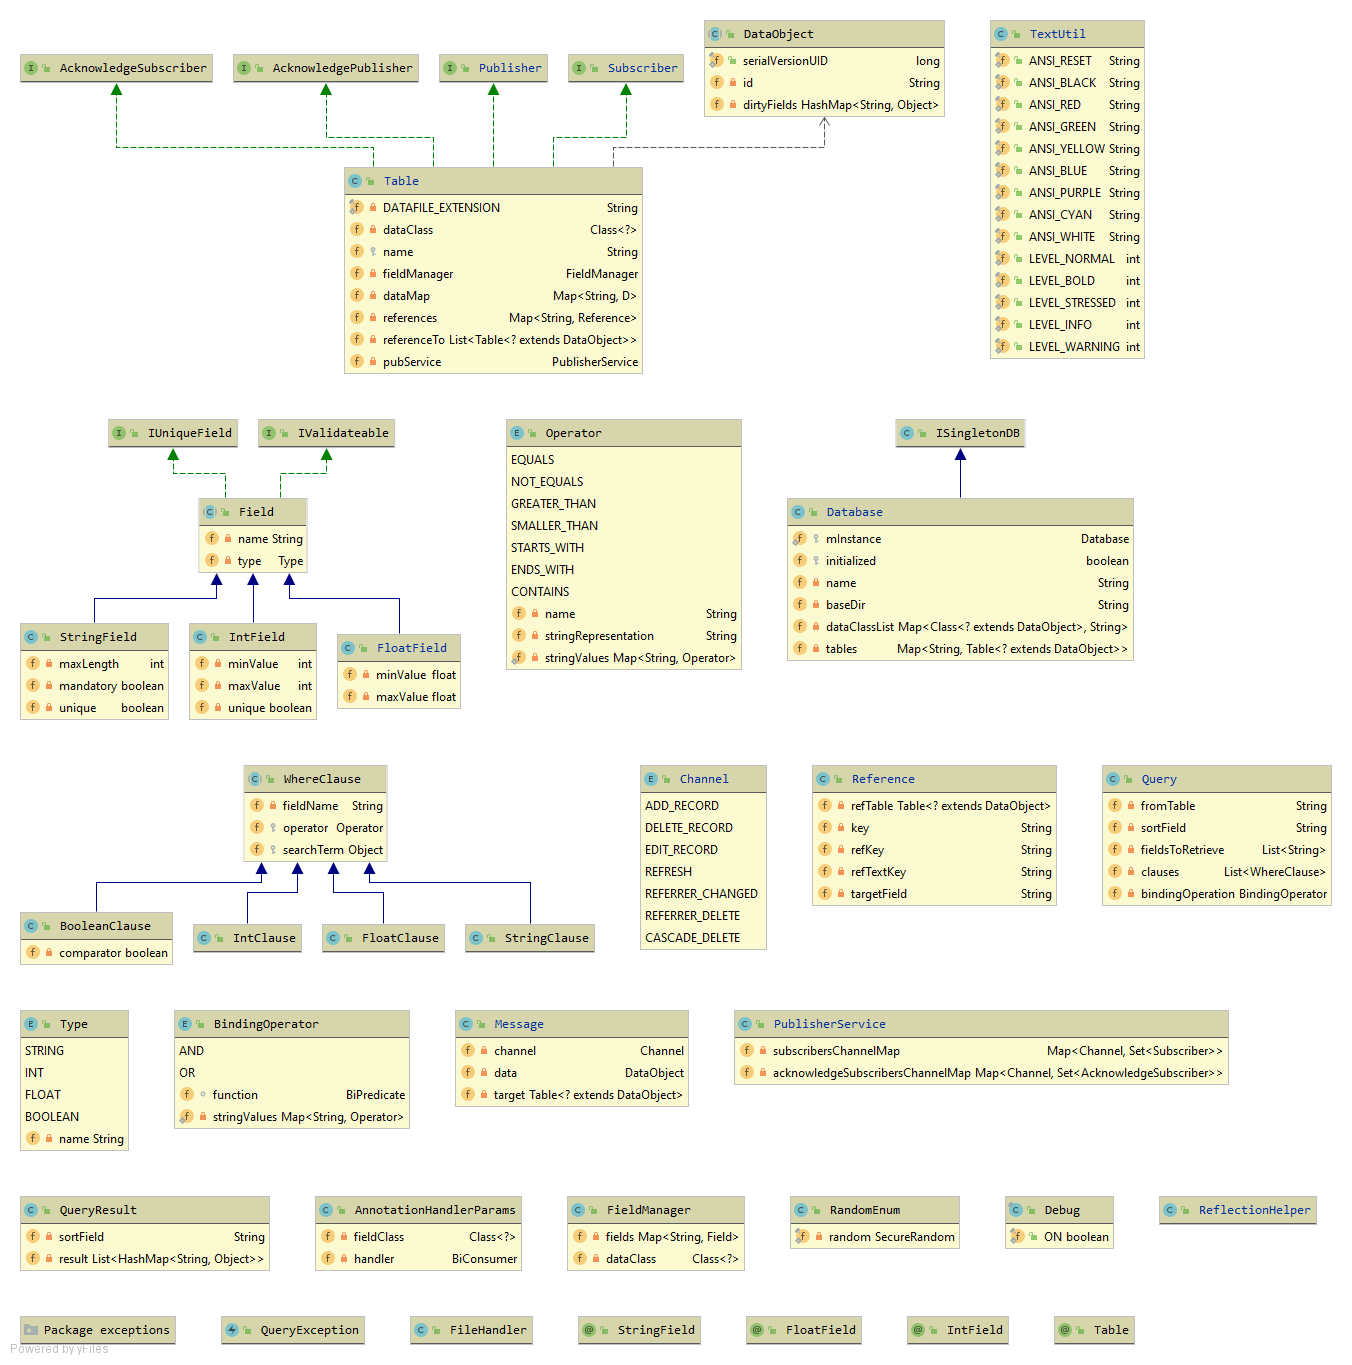 AcknowledgeSubscriber
AcknowledgePublisher
Publisher
Subscriber
DataObject
serialVersionUID long
id String
dirtyFields HashMap<String, Object>
TextUtil
ANSI_RESET String
ANSI_BLACK String
ANSI_RED String
ANSI_GREEN String
ANSI_YELLOW String
ANSI_BLUE String
ANSI_PURPLE String
ANSI_CYAN String
ANSI_WHITE String
LEVEL_NORMAL int
LEVEL_BOLD int
LEVEL_STRESSED int
LEVEL_INFO int
LEVEL_WARNING int
Table
DATAFILE_EXTENSION String
dataClass Class<?>
name String
fieldManager FieldManager
dataMap Map<String, D>
references Map<String, Reference>
referenceTo List<Table<? extends DataObject>>
pubService PublisherService
IUniqueField
IValidateable
Field
name String
type Type
StringField
maxLength int
mandatory boolean
unique boolean
IntField
minValue int
maxValue int
unique boolean
FloatField
minValue float
maxValue float
Operator
EQUALS
NOT_EQUALS
GREATER_THAN
SMALLER_THAN
STARTS_WITH
ENDS_WITH
CONTAINS
name String
stringRepresentation String
stringValues Map<String, Operator>
ISingletonDB
Database
mInstance Database
initialized boolean
name String
baseDir String
dataClassList Map<Class<? extends DataObject>, String>
tables Map<String, Table<? extends DataObject>>
WhereClause
fieldName String
operator Operator
searchTerm Object
BooleanClause
comparator boolean
IntClause
FloatClause
StringClause
Channel
ADD_RECORD
DELETE_RECORD
EDIT_RECORD
REFRESH
REFERRER_CHANGED
REFERRER_DELETE
CASCADE_DELETE
Reference
refTable Table<? extends DataObject>
key String
refKey String
refTextKey String
targetField String
Query
fromTable String
sortField String
fieldsToRetrieve List<String>
clauses List<WhereClause>
bindingOperation BindingOperator
Type
STRING
INT
FLOAT
BOOLEAN
name String
BindingOperator
AND
OR
function BiPredicate
stringValues Map<String, Operator>
Message
channel Channel
data DataObject
target Table<? extends DataObject>
PublisherService
subscribersChannelMap Map<Channel, Set<Subscriber>>
acknowledgeSubscribersChannelMap Map<Channel, Set<AcknowledgeSubscriber>>
QueryResult
sortField String
result List<HashMap<String, Object>>
AnnotationHandlerParams
fieldClass Class<?>
handler BiConsumer
FieldManager
fields Map<String, Field>
dataClass Class<?>
RandomEnum
random SecureRandom
Debug
ON boolean
ReflectionHelper
Package exceptions
QueryException
FileHandler
StringField
FloatField
IntField
Table
Powered by yFiles